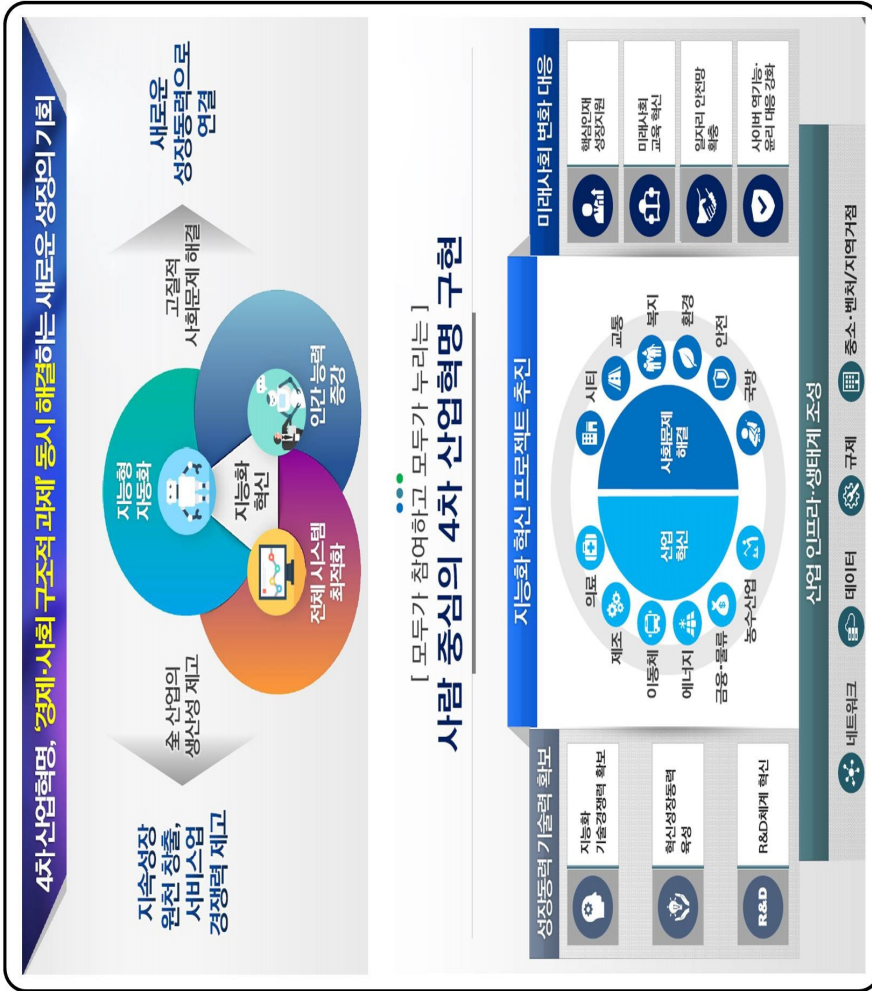 4차 산업혁명, '경제·사회 구조적 과제' 동시 해결하는 새로운 성장의 기회
지속성장
원천 창출,
서비스업
경쟁력 제고
全 산업의
생산성 제고
지능형
자동화
지능화
혁신
전체 시스템
최적화
인간 능력
증강
고질적
사회문제 해결
새로운
성장동력으로
연결
[ 모두가 참여하고 모두가 누리는 ]
사람 중심의 4차 산업혁명 구현
성장동력 기술력 확보
지능화
기술경쟁력 확보
혁신성장동력
육성
R&D
R&D체계 혁신
지능화 혁신 프로젝트 추진
의료
제조
이동체
에너지
금융·물류
농수산업
산업
혁신
사회문제
해결
시티
교통
복지
환경
안전
국방
미래사회 변화 대응
핵심인재
성장지원
미래사회
교육 혁신
일자리 안전망
확충
사이버 역기능·
윤리 대응 강화
산업 인프라·생태계 조성
네트워크
데이터
규제
중소·벤처/지역거점